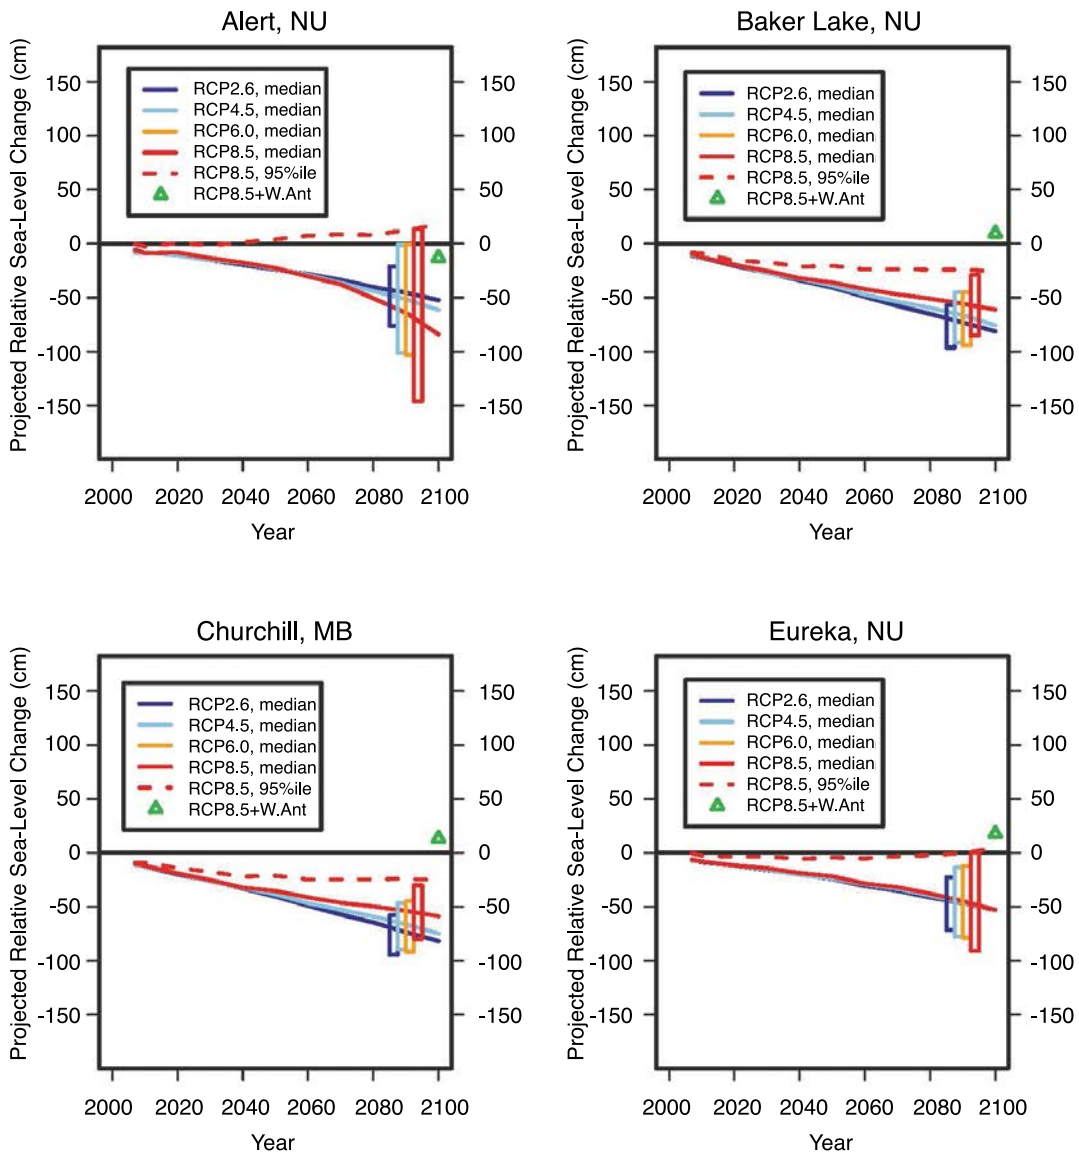 Alert, NU
Projected Relative Sea-Level Change (cm)
150
100
50
0
-50
-100
-150
RCP2.6, median
RCP4.5, median
RCP6.0, median
RCP8.5, median
RCP8.5, 95%ile
RCP8.5+W.Ant
150
100
50
0
-50
-100
-150
2000 2020 2040 2060 2080 2100
Year
Baker Lake, NU
Projected Relative Sea-Level Change (cm)
150
100
50
0
-50
-100
-150
RCP2.6, median
RCP4.5, median
RCP6.0, median
RCP8.5, median
RCP8.5, 95%ile
RCP8.5+W.Ant
150
100
50
0
-50
-100
-150
2000 2020 2040 2060 2080 2100
Year
Churchill, MB
Projected Relative Sea-Level Change (cm)
150
100
50
0
-50
-100
-150
RCP2.6, median
RCP4.5, median
RCP6.0, median
RCP8.5, median
RCP8.5, 95%ile
RCP8.5+W.Ant
150
100
50
0
-50
-100
-150
2000 2020 2040 2060 2080 2100
Year
Eureka, NU
Projected Relative Sea-Level Change (cm)
150
100
50
0
-50
-100
-150
RCP2.6, median
RCP4.5, median
RCP6.0, median
RCP8.5, median
RCP8.5, 95%ile
RCP8.5+W.Ant
150
100
50
0
-50
-100
-150
2000 2020 2040 2060 2080 2100
Year